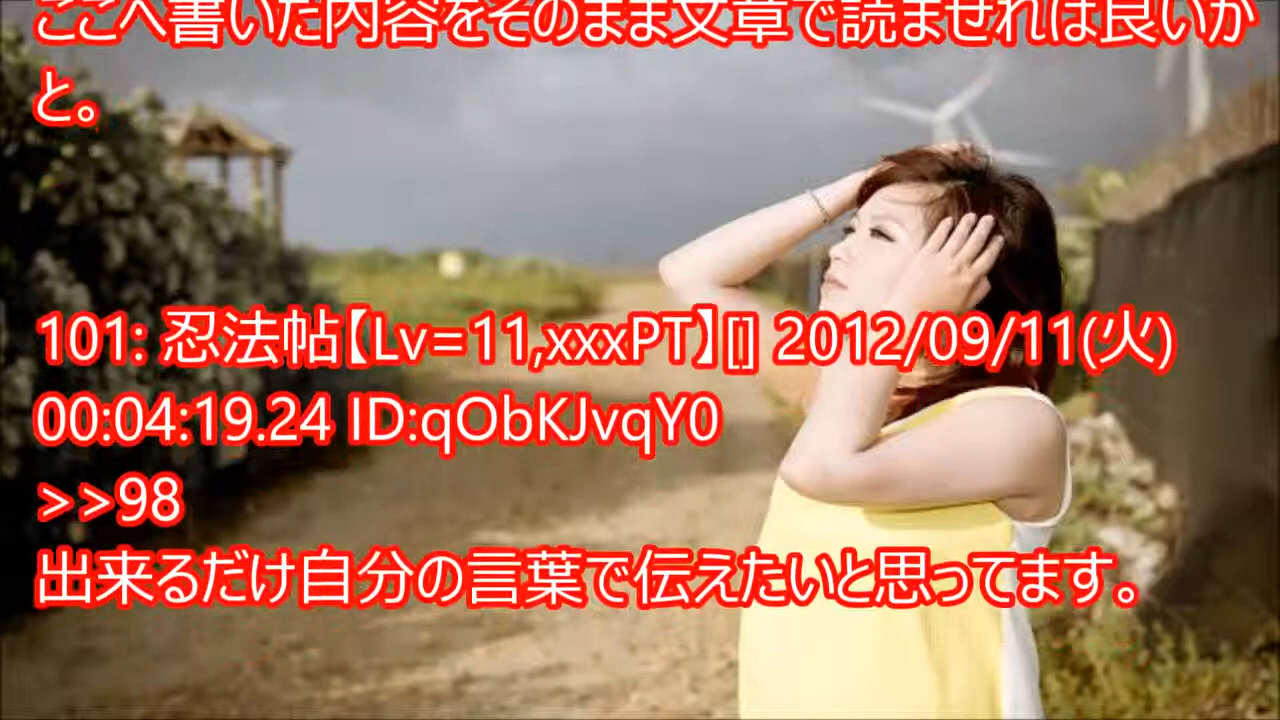 ここへ書いた内容をそのまま文章で読ませれば良いか
と。
101: 忍法帖【Lv=11,xxxPT】[] 2012/09/11(火)
00:04:19.24 ID:qObKJvqY0
>>98
出来るだけ自分の言葉で伝えたいと思ってます。